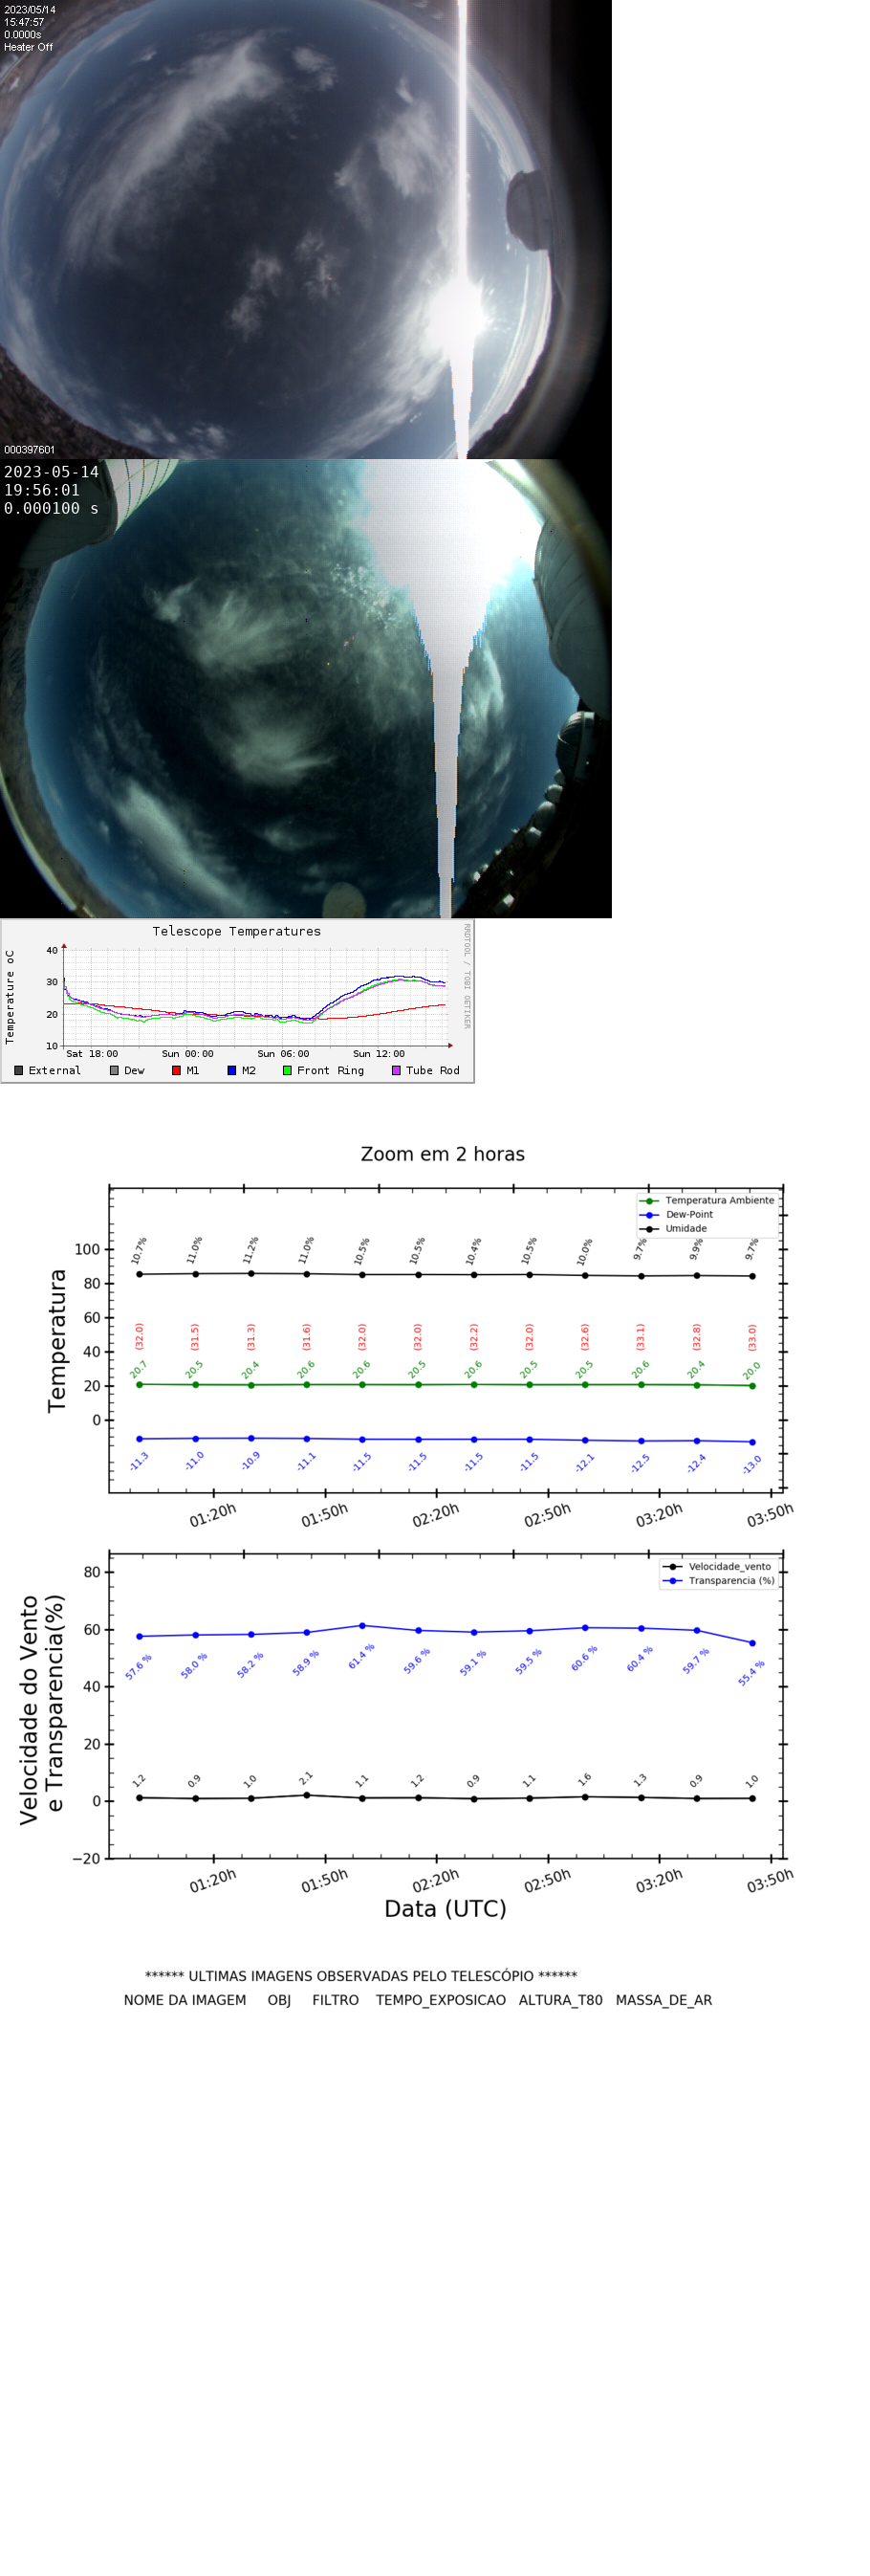 2023/05/14
15:47:57
0.0000s
Heater Off
000397601
2023-05-14
19:56:01
0.000100 s
Telescope Temperatures
RRDTOOL / TOBI OETIKER
Temperature oC
40
30
20
10
Sat 18:00 Sun 00:00 Sun 06:00 Sun 12:00
External Dew M1 M2 Front Ring Tube Rod
Zoom em 2 horas
Temperatura Ambiente
Dew-Point
Umidade
Temperatura
100
80
60
40
20
0
10.7% 11.0% 11.2% 11.0% 10.5% 10.5% 10.4% 10.5% 10.0% 9.7% 9.9% 9.7%
(32.0) (31.5) (31.3) (31.6) (32.0) (32.0) (32.2) (32.0) (32.6) (33.1) (32.8) (33.0)
20.7 20.5 20.4 20.6 20.6 20.5 20.6 20.5 20.5 20.6 20.4 20.0
-11.3 -11.0 -10.9 -11.1 -11.5 -11.5 -11.5 -11.5 -12.1 -12.5 -12.4 -13.0
01:20h 01:50h 02:20h 02:50h 03:20h 03:50h
Velocidade_vento
Transparencia (%)
Velocidade do Vento
e Transparencia(%)
80
60
40
20
0
−20
57.6 % 58.0 % 58.2 % 58.9 % 61.4 % 59.6 % 59.1 % 59.5 % 60.6 % 60.4 % 59.7 % 55.4 %
1.2 0.9 1.0 2.1 1.1 1.2 0.9 1.1 1.6 1.3 0.9 1.0
01:20h 01:50h 02:20h 02:50h 03:20h 03:50h
Data (UTC)
****** ULTIMAS IMAGENS OBSERVADAS PELO TELESCÓPIO ******
NOME DA IMAGEM OBJ FILTRO TEMPO_EXPOSICAO ALTURA_T80 MASSA_DE_AR